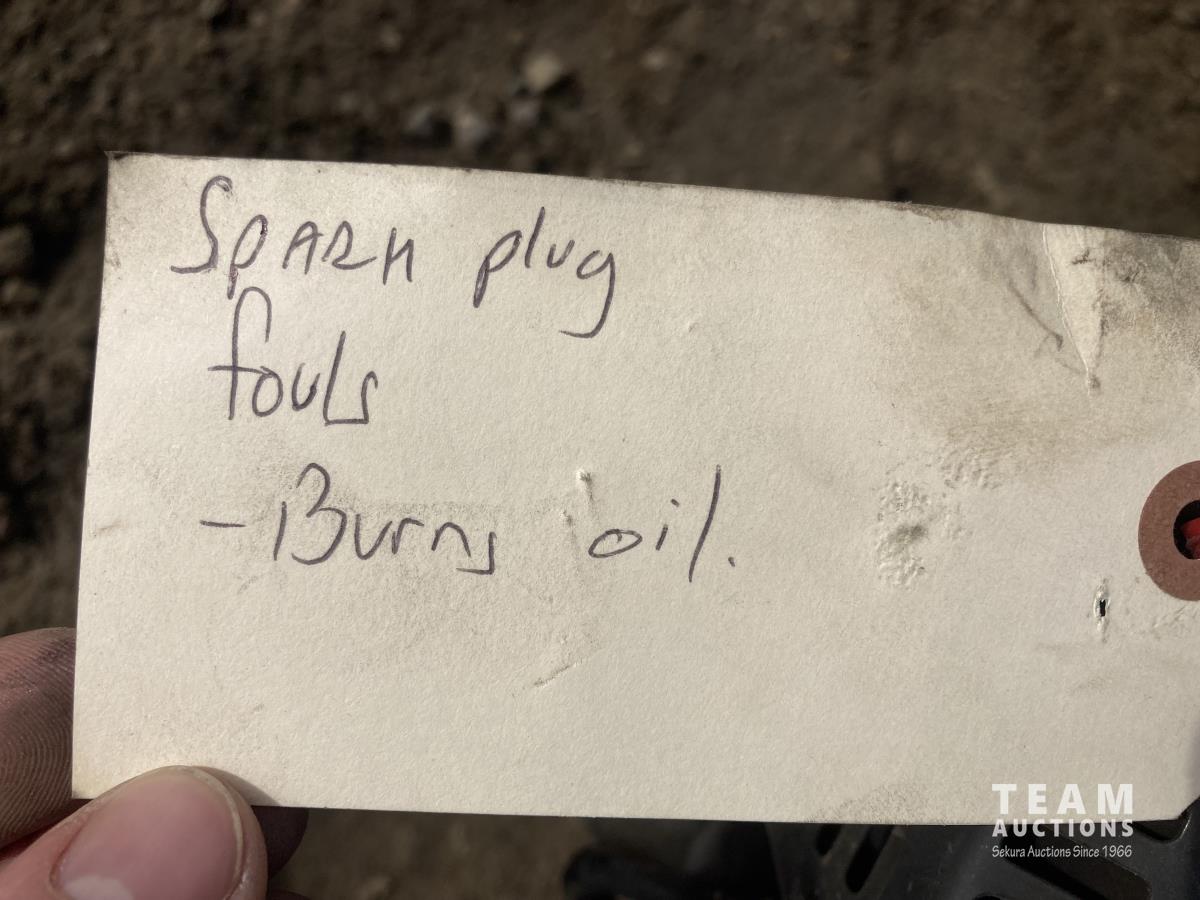 Spark plug
fouls
- Burns oil.
TEAM
AUCTIONS
Sekura Auctions Since 1966